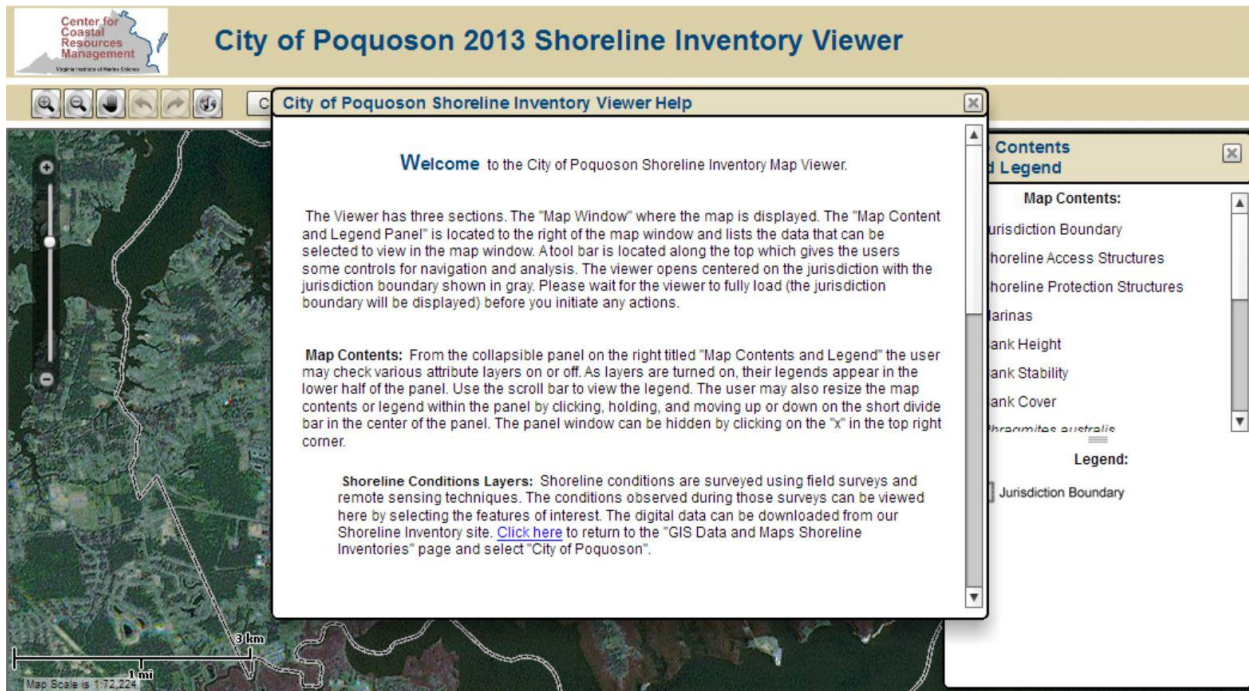 Center for
Coastal
Resources
Management
Virginia Institute of Marine Science
City of Poquoson 2013 Shoreline Inventory Viewer
C
City of Poquoson Shoreline Inventory Viewer Help
Welcome to the City of Poquoson Shoreline Inventory Map Viewer.
The Viewer has three sections. The "Map Window" where the map is displayed. The "Map Content
and Legend Panel" is located to the right of the map window and lists the data that can be
selected to view in the map window. A tool bar is located along the top which gives the users
some controls for navigation and analysis. The viewer opens centered on the jurisdiction with the
jurisdiction boundary shown in gray. Please wait for the viewer to fully load (the jurisdiction
boundary will be displayed) before you initiate any actions.
Map Contents: From the collapsible panel on the right titled "Map Contents and Legend" the user
may check various attribute layers on or off. As layers are turned on, their legends appear in the
lower half of the panel. Use the scroll bar to view the legend. The user may also resize the map
contents or legend within the panel by clicking, holding, and moving up or down on the short divide
bar in the center of the panel. The panel window can be hidden by clicking on the "x" in the top right
corner.
Shoreline Conditions Layers: Shoreline conditions are surveyed using field surveys and
remote sensing techniques. The conditions observed during those surveys can be viewed
here by selecting the features of interest. The digital data can be downloaded from our
Shoreline Inventory site. Click here to return to the "GIS Data and Maps Shoreline
Inventories" page and select "City of Poquoson".
Contents
d Legend
Map Contents:
urisdiction Boundary
horeline Access Structures
horeline Protection Structures
arinas
ank Height
ank Stability
ank Cover
hragmites australis
Legend:
Jurisdiction Boundary
3 km
1 mi
Map Scale is 1:72,224